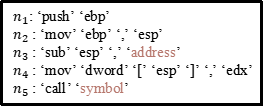 n₁: ‘push’ ‘ebp’
n₂: ‘mov’ ‘ebp’ ‘,’ ‘esp’
n₃: ‘sub’ ‘esp’ ‘,’ ‘address’
n₄: ‘mov’ ‘dword’ ‘[’ ‘esp’ ‘]’ ‘,’ ‘edx’
n₅: ‘call’ ‘symbol’